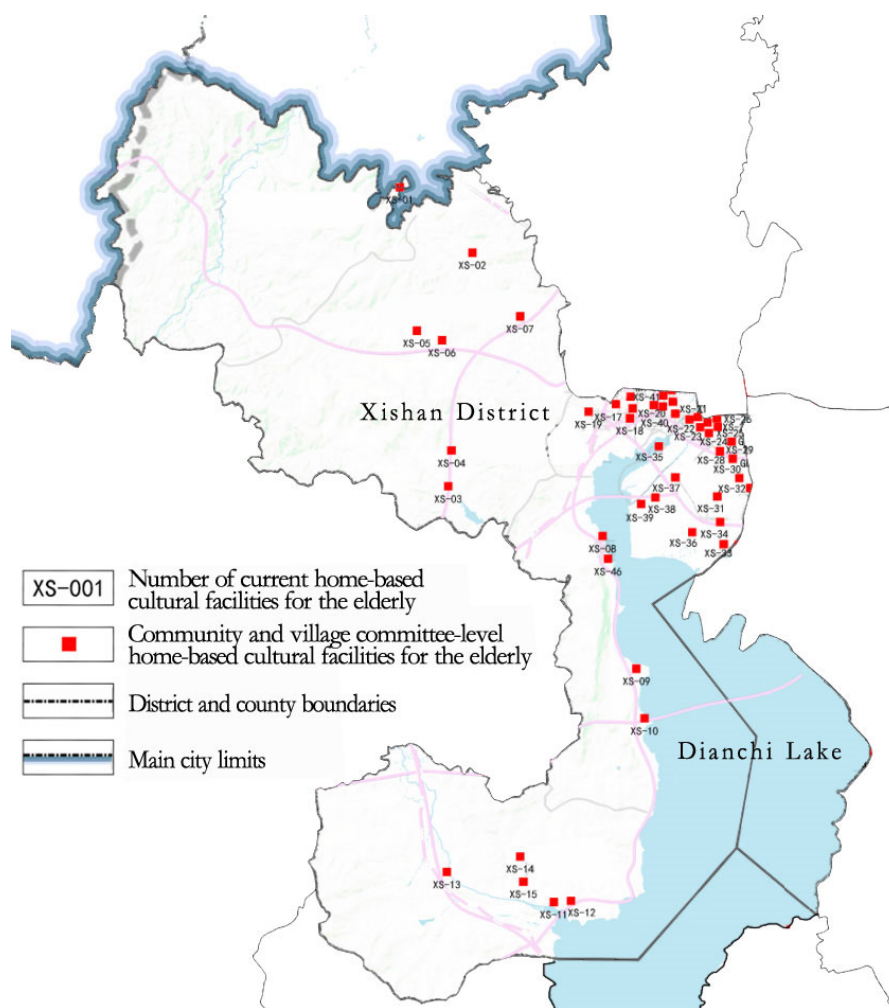 XS-01
XS-02
XS-07
XS-05
XS-06
Xishan District
XS-41
XS-17
XS-20
XS-19
XS-18
XS-40
XS-22
XS-23
XS-24
XS-35
XS-28
XS-29
XS-30
XS-04
XS-37
XS-32
XS-03
XS-38
XS-39
XS-31
XS-34
XS-36
XS-33
XS-08
XS-46
XS-001
Number of current home-based
cultural facilities for the elderly
Community and village committee-level
home-based cultural facilities for the elderly
XS-09
District and county boundaries
XS-10
Main city limits
Dianchi Lake
XS-14
XS-13
XS-15
XS-11
XS-12